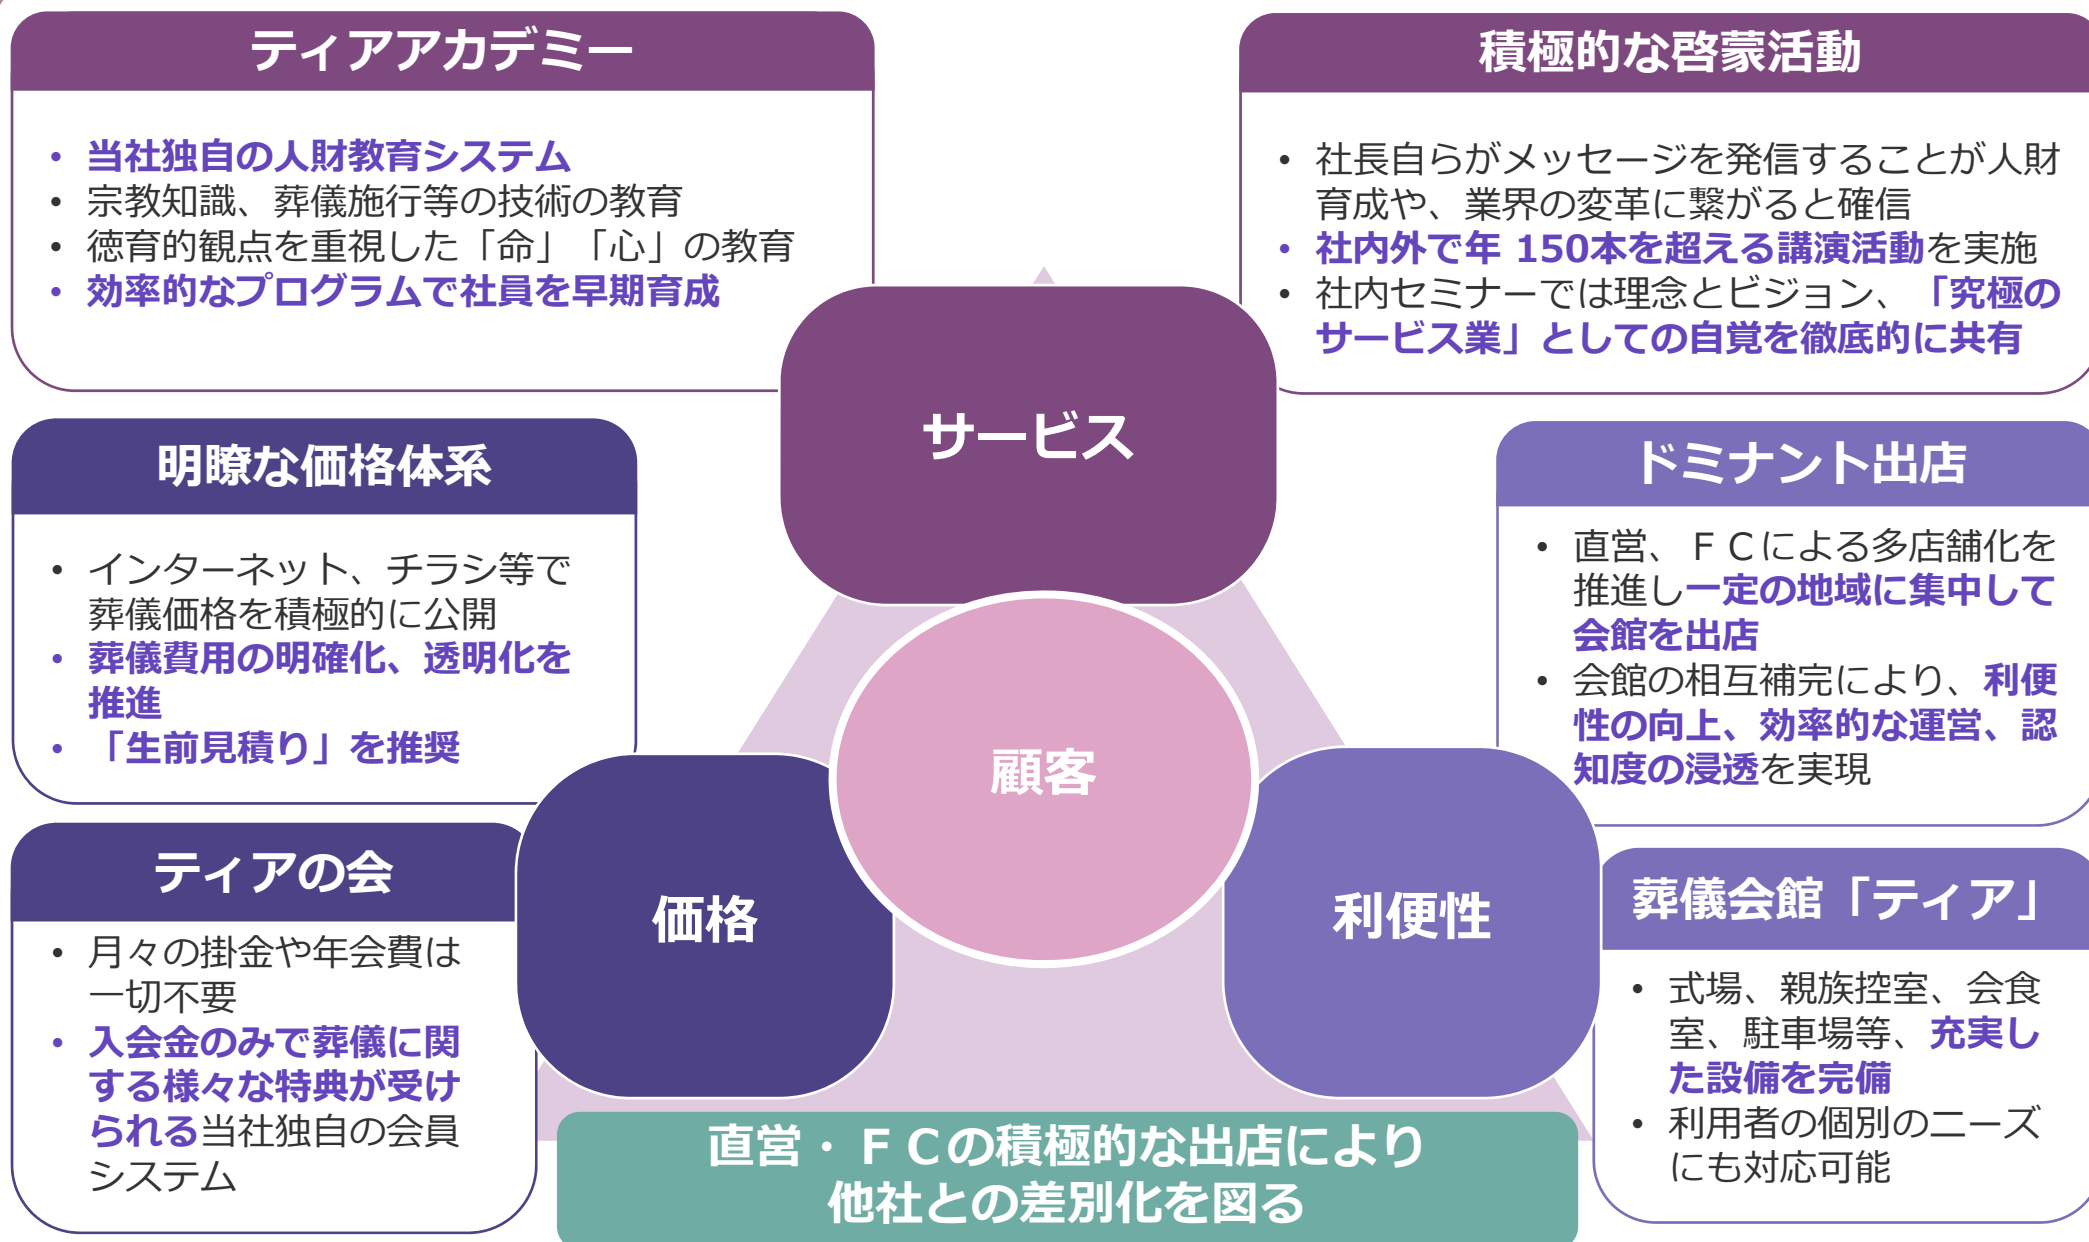 ティアアカデミー
• 当社独自の人財教育システム
• 宗教知識、葬儀施行等の技術の教育
• 徳育的観点を重視した「命」「心」の教育
• 効率的なプログラムで社員を早期育成
積極的な啓蒙活動
• 社長自らがメッセージを発信することが人財
育成や、業界の変革に繋がると確信
• 社内外で年 150本を超える講演活動を実施
• 社内セミナーでは理念とビジョン、「究極の
サービス業」としての自覚を徹底的に共有
サービス
明瞭な価格体系
• インターネット、チラシ等で
葬儀価格を積極的に公開
• 葬儀費用の明確化、透明化を
推進
• 「生前見積り」を推奨
ドミナント出店
• 直営、ＦＣによる多店舗化を
推進し一定の地域に集中して
会館を出店
• 会館の相互補完により、利便
性の向上、効率的な運営、認
知度の浸透を実現
顧客
価格
利便性
ティアの会
• 月々の掛金や年会費は
一切不要
• 入会金のみで葬儀に関
する様々な特典が受け
られる当社独自の会員
システム
葬儀会館「ティア」
• 式場、親族控室、会食
室、駐車場等、充実し
た設備を完備
• 利用者の個別のニーズ
にも対応可能
直営・ＦＣの積極的な出店により
他社との差別化を図る